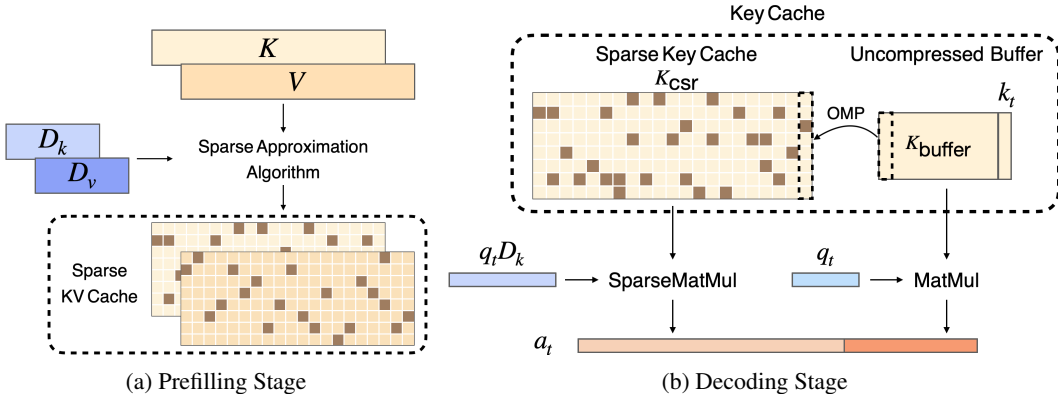 K
V
D_k
D_v
Sparse Approximation
Algorithm
Sparse
KV Cache
(a) Prefilling Stage
Key Cache
Sparse Key Cache
K_csr
Uncompressed Buffer
k_t
OMP
K_buffer
q_t D_k
SparseMatMul
q_t
MatMul
a_t
(b) Decoding Stage